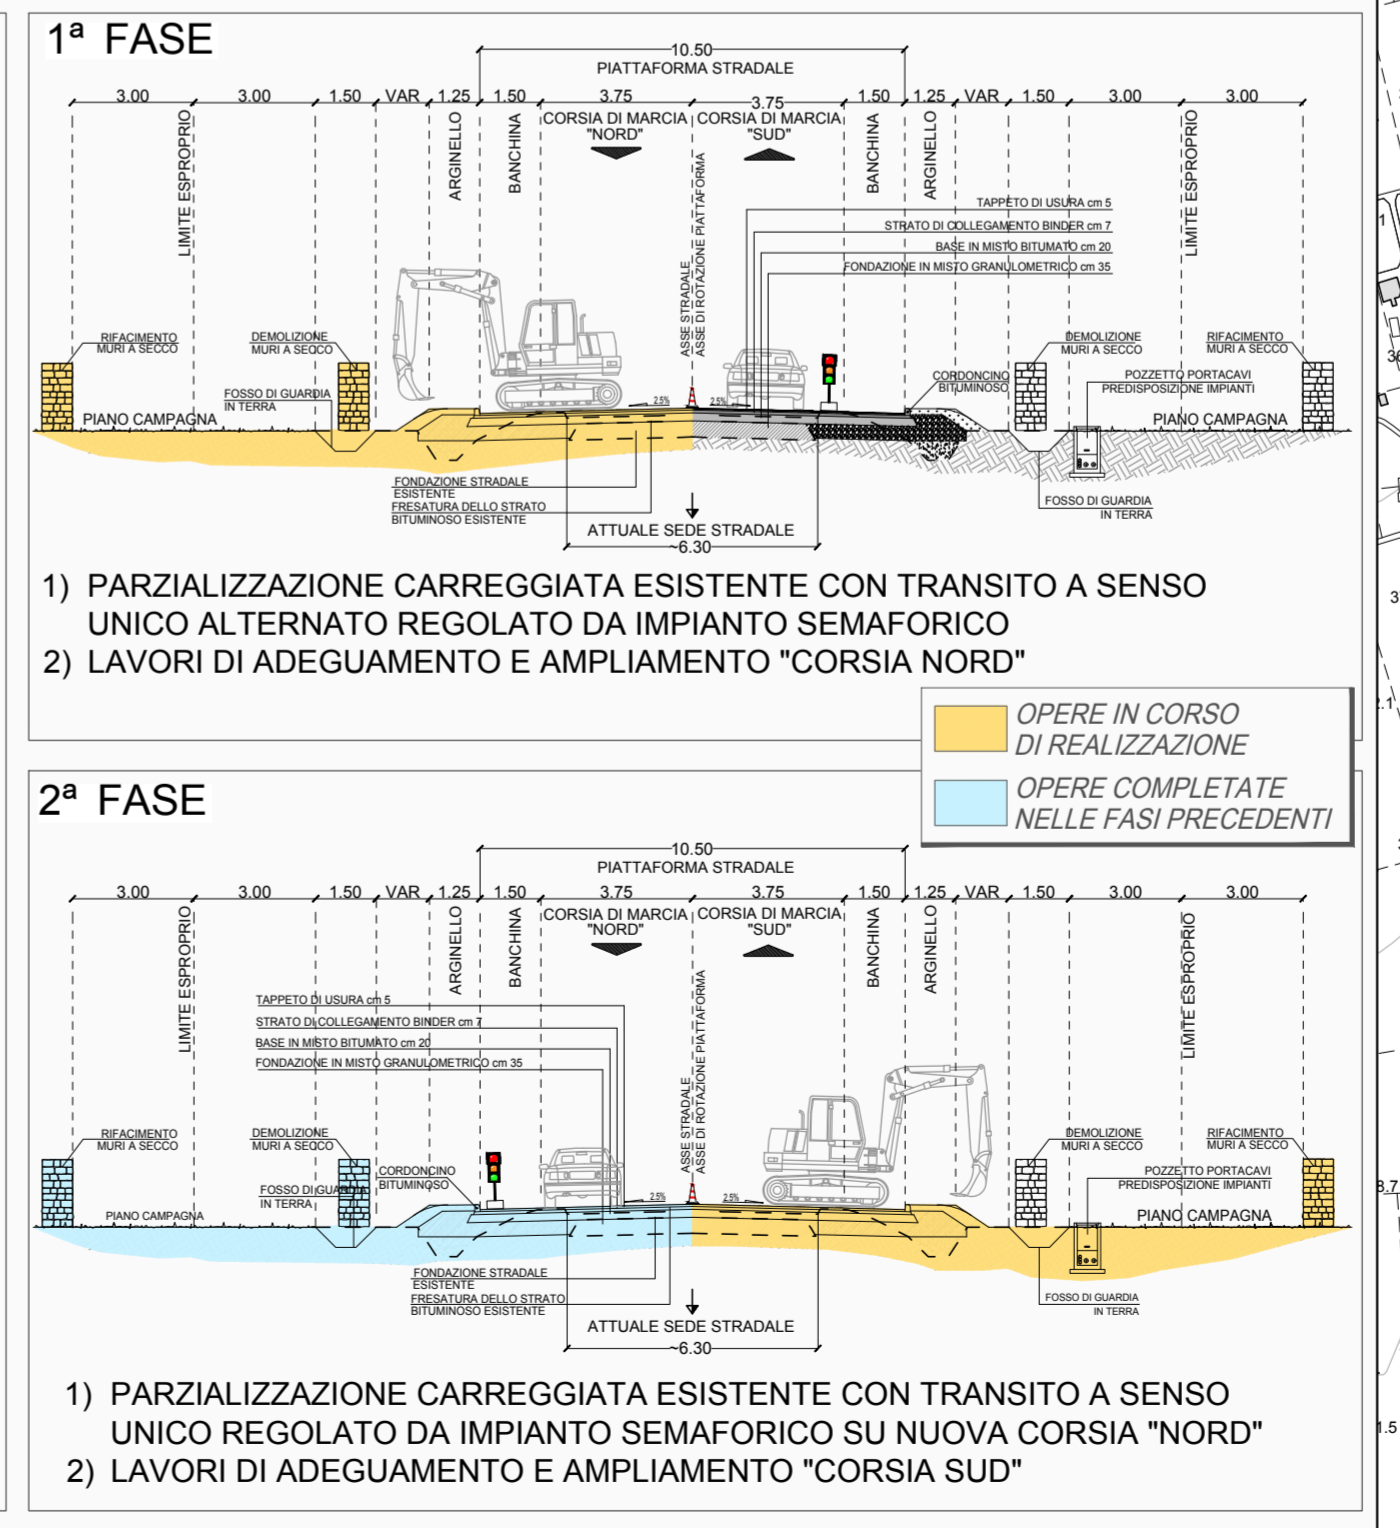 1ª FASE
10.50
PIATTAFORMA STRADALE
3.00 3.00 1.50 VAR 1.25 1.50 3.75 3.75 1.50 1.25 VAR 1.50 3.00 3.00
LIMITE ESPROPRIO
ARGINELLO
BANCHINA
CORSIA DI MARCIA
"NORD"
CORSIA DI MARCIA
"SUD"
BANCHINA
ARGINELLO
LIMITE ESPROPRIO
ASSE STRADALE
ASSE DI ROTAZIONE PIATTAFORMA
TAPPETO DI USURA cm 5
STRATO DI COLLEGAMENTO BINDER cm 7
BASE IN MISTO BITUMATO cm 20
FONDAZIONE IN MISTO GRANULOMETRICO cm 35
RIFACIMENTO
MURI A SECCO
DEMOLIZIONE
MURI A SECCO
FOSSO DI GUARDIA
IN TERRA
PIANO CAMPAGNA
2.5% 2.5%
CORDONCINO
BITUMINOSO
DEMOLIZIONE
MURI A SECCO
RIFACIMENTO
MURI A SECCO
POZZETTO PORTACAVI
PREDISPOSIZIONE IMPIANTI
PIANO CAMPAGNA
FONDAZIONE STRADALE
ESISTENTE
FRESATURA DELLO STRATO
BITUMINOSO ESISTENTE
FOSSO DI GUARDIA
IN TERRA
ATTUALE SEDE STRADALE
~6.30
1) PARZIALIZZAZIONE CARREGGIATA ESISTENTE CON TRANSITO A SENSO
UNICO ALTERNATO REGOLATO DA IMPIANTO SEMAFORICO
2) LAVORI DI ADEGUAMENTO E AMPLIAMENTO "CORSIA NORD"
OPERE IN CORSO
DI REALIZZAZIONE
OPERE COMPLETATE
NELLE FASI PRECEDENTI
2ª FASE
10.50
PIATTAFORMA STRADALE
3.00 3.00 1.50 VAR 1.25 1.50 3.75 3.75 1.50 1.25 VAR 1.50 3.00 3.00
LIMITE ESPROPRIO
ARGINELLO
BANCHINA
CORSIA DI MARCIA
"NORD"
CORSIA DI MARCIA
"SUD"
BANCHINA
ARGINELLO
LIMITE ESPROPRIO
ASSE STRADALE
ASSE DI ROTAZIONE PIATTAFORMA
TAPPETO DI USURA cm 5
STRATO DI COLLEGAMENTO BINDER cm 7
BASE IN MISTO BITUMATO cm 20
FONDAZIONE IN MISTO GRANULOMETRICO cm 35
RIFACIMENTO
MURI A SECCO
DEMOLIZIONE
MURI A SECCO
CORDONCINO
BITUMINOSO
FOSSO DI GUARDIA
IN TERRA
PIANO CAMPAGNA
2.5% 2.5%
DEMOLIZIONE
MURI A SECCO
RIFACIMENTO
MURI A SECCO
POZZETTO PORTACAVI
PREDISPOSIZIONE IMPIANTI
PIANO CAMPAGNA
FONDAZIONE STRADALE
ESISTENTE
FRESATURA DELLO STRATO
BITUMINOSO ESISTENTE
FOSSO DI GUARDIA
IN TERRA
ATTUALE SEDE STRADALE
~6.30
1) PARZIALIZZAZIONE CARREGGIATA ESISTENTE CON TRANSITO A SENSO
UNICO REGOLATO DA IMPIANTO SEMAFORICO SU NUOVA CORSIA "NORD"
2) LAVORI DI ADEGUAMENTO E AMPLIAMENTO "CORSIA SUD"